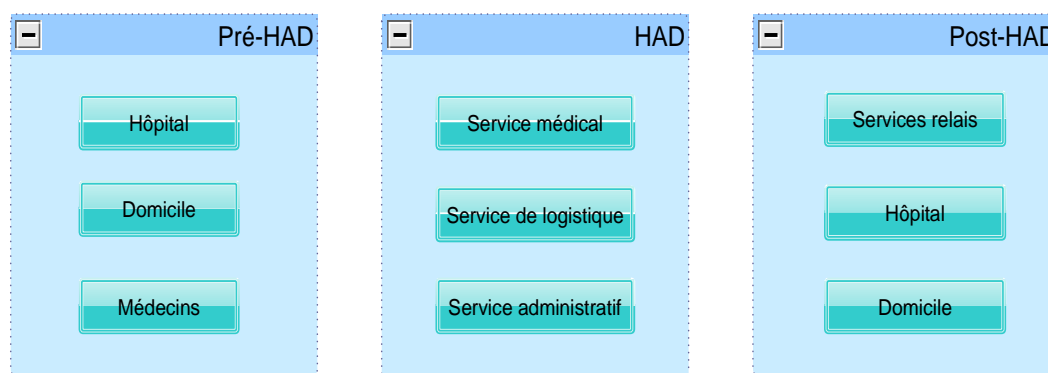 Pré-HAD
Hôpital
Domicile
Médecins
HAD
Service médical
Service de logistique
Service administratif
Post-HAD
Services relais
Hôpital
Domicile